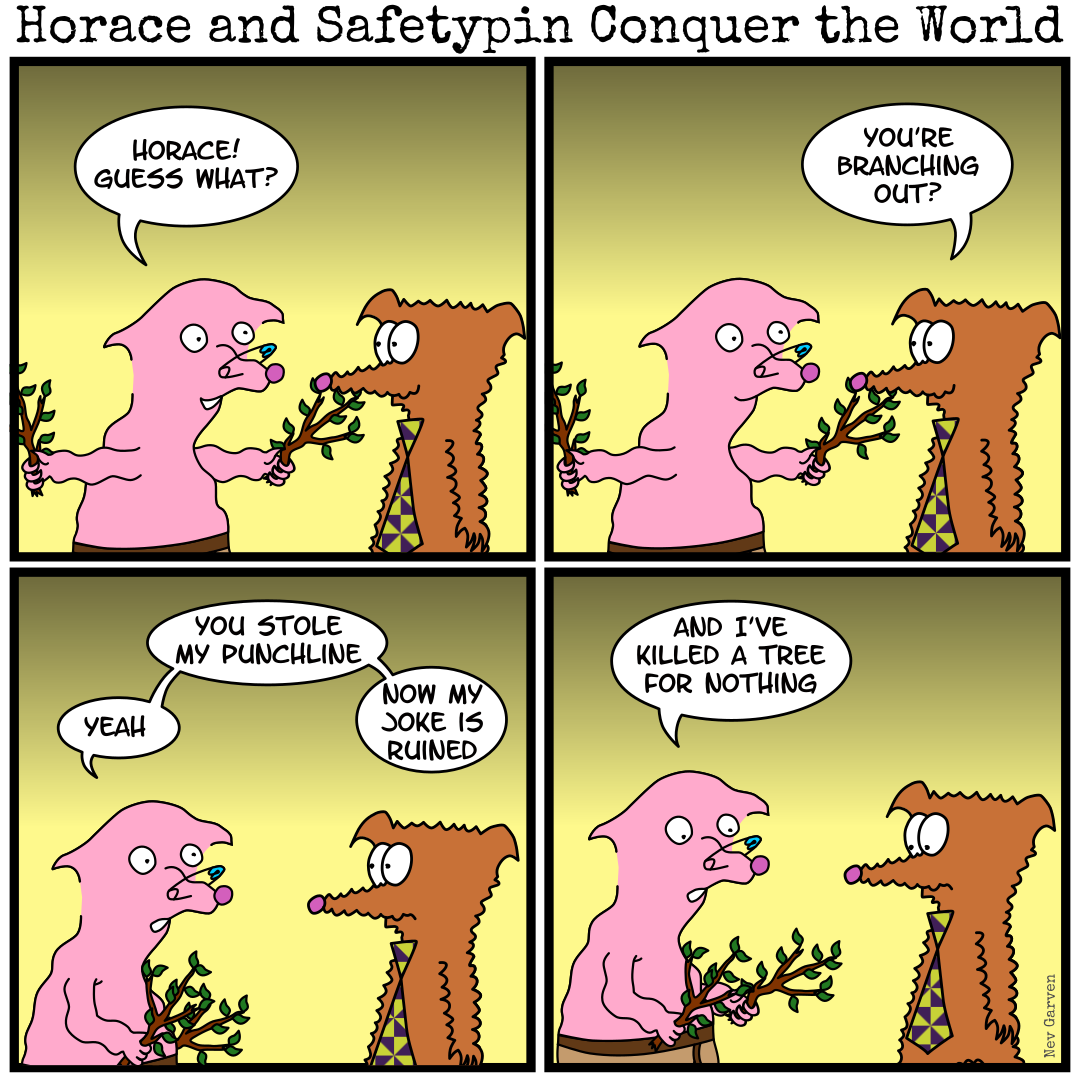 Horace and Safetypin Conquer the World
HORACE!
GUESS WHAT?
YOU'RE
BRANCHING
OUT?
YEAH
YOU STOLE
MY PUNCHLINE
NOW MY
JOKE IS
RUINED
AND I'VE
KILLED A TREE
FOR NOTHING
Nev Garven